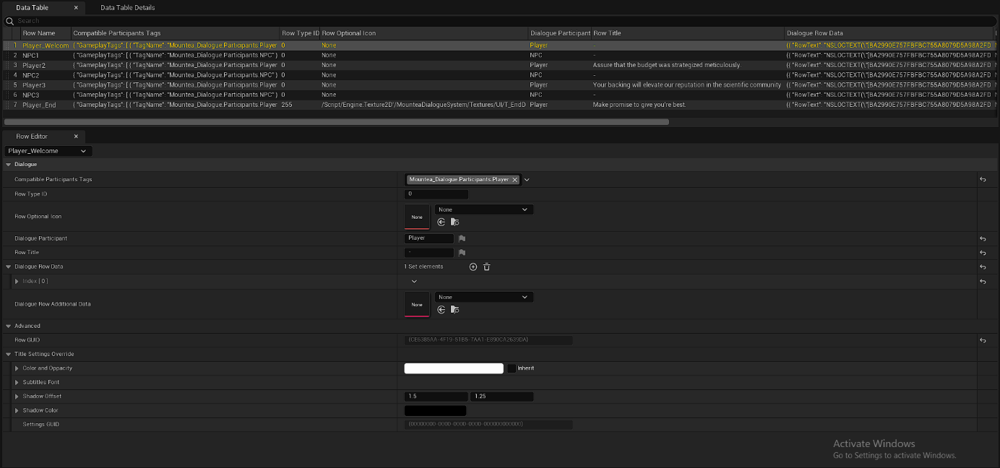 Data Table × Data Table Details
Search
Row Name Compatible Participants Tags Row Type ID Row Optional Icon Dialogue Participant Row Title Dialogue Row Data
1 Player_Welcom { "GameplayTags": [ { "TagName": "Mountea_Dialogue.Participants.Player 0 None Player - (( "RowText": "NSLOCTEXT(\"[BA2990E757FBFBC755A8079D5A98A2FD
2 NPC1 { "GameplayTags": [ { "TagName": "Mountea_Dialogue.Participants.NPC" } 0 None NPC - (( "RowText": "NSLOCTEXT(\"[BA2990E757FBFBC755A8079D5A98A2FD
3 Player2 { "GameplayTags": [ { "TagName": "Mountea_Dialogue.Participants.Player 0 None Player Assure that the budget was strategized meticulously. (( "RowText": "NSLOCTEXT(\"[BA2990E757FBFBC755A8079D5A98A2FD
4 NPC2 { "GameplayTags": [ { "TagName": "Mountea_Dialogue.Participants.NPC" } 0 None NPC - (( "RowText": "NSLOCTEXT(\"[BA2990E757FBFBC755A8079D5A98A2FD
5 Player3 { "GameplayTags": [ { "TagName": "Mountea_Dialogue.Participants.Player 0 None Player Your backing will elevate our reputation in the scientific community (( "RowText": "NSLOCTEXT(\"[BA2990E757FBFBC755A8079D5A98A2FD
6 NPC3 { "GameplayTags": [ { "TagName": "Mountea_Dialogue.Participants.NPC" } 0 None NPC - (( "RowText": "NSLOCTEXT(\"[BA2990E757FBFBC755A8079D5A98A2FD
7 Player_End { "GameplayTags": [ { "TagName": "Mountea_Dialogue.Participants.Player 255 /Script/Engine.Texture2D'/MounteaDialogueSystem/Textures/UI/T_EndD Player Make promise to give you're best. (( "RowText": "NSLOCTEXT(\"[BA2990E757FBFBC755A8079D5A98A2FD
Row Editor ×
Player_Welcome
Dialogue
Compatible Participants Tags Mountea_Dialogue.Participants.Player ×
Row Type ID 0
Row Optional Icon None None
Dialogue Participant Player
Row Title -
Dialogue Row Data 1 Set elements
Index [ 0 ]
Dialogue Row Additional Data None None
Advanced
Row GUID {CE6385AA-4F19-51B5-7AA1-E890CA2639DA}
Title Settings Override
Color and Oppacity Inherit
Subtitles Font
Shadow Offset 1.5 1.25
Shadow Color
Settings GUID {00000000-0000-0000-0000-000000000000}
Activate Windows
Go to Settings to activate Windows.